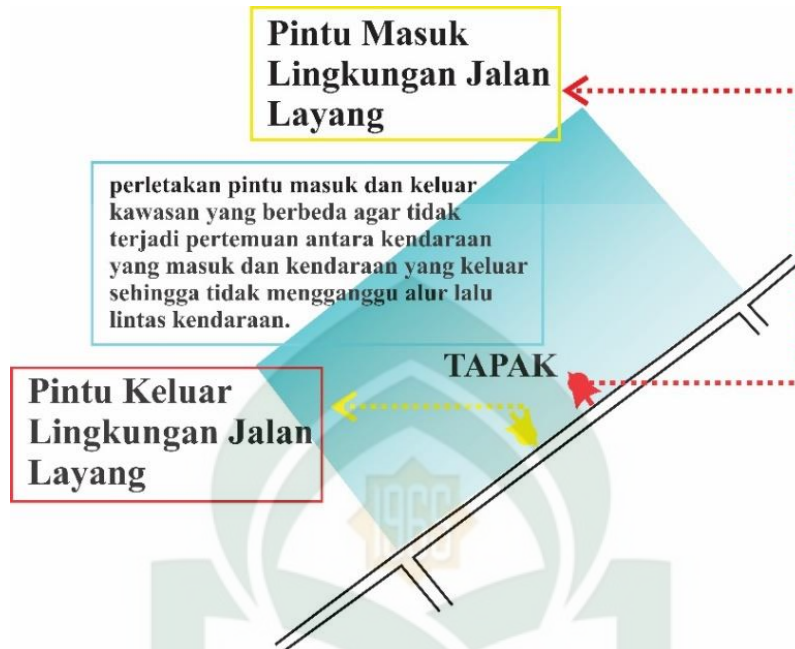 Pintu Masuk
Lingkungan Jalan
Layang
perletakan pintu masuk dan keluar
kawasan yang berbeda agar tidak
terjadi pertemuan antara kendaraan
yang masuk dan kendaraan yang keluar
sehingga tidak mengganggu alur lalu
lintas kendaraan.
TAPAK
Pintu Keluar
Lingkungan Jalan
Layang
1960